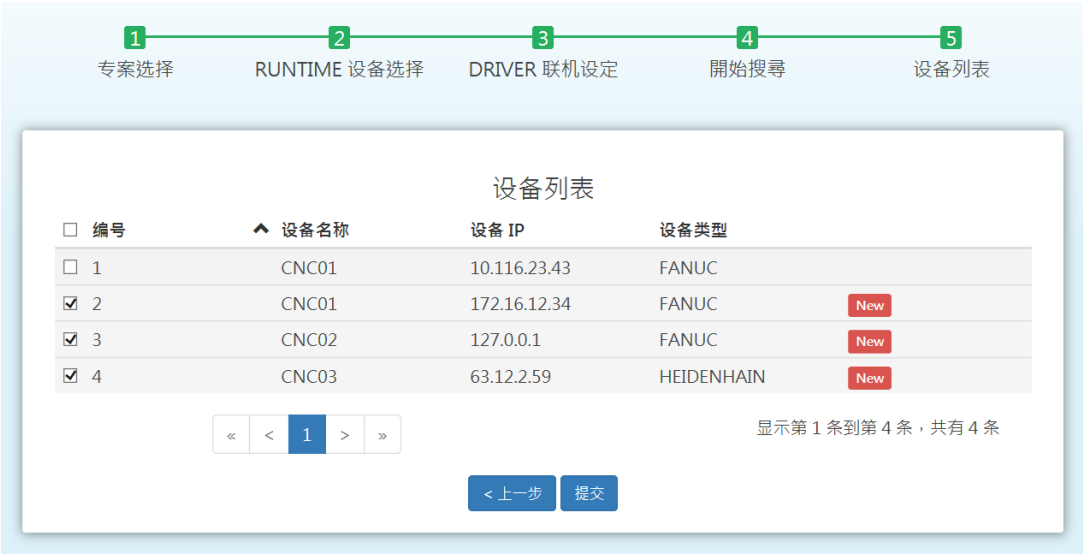 1 2 3 4 5
专案选择 RUNTIME 设备选择 DRIVER 联机设定 開始搜尋 设备列表
设备列表
编号 设备名称 设备 IP 设备类型
1 CNC01 10.116.23.43 FANUC
2 CNC01 172.16.12.34 FANUC New
3 CNC02 127.0.0.1 FANUC New
4 CNC03 63.12.2.59 HEIDENHAIN New
« < 1 > » 显示第 1 条到第 4 条，共有 4 条
< 上一步 提交